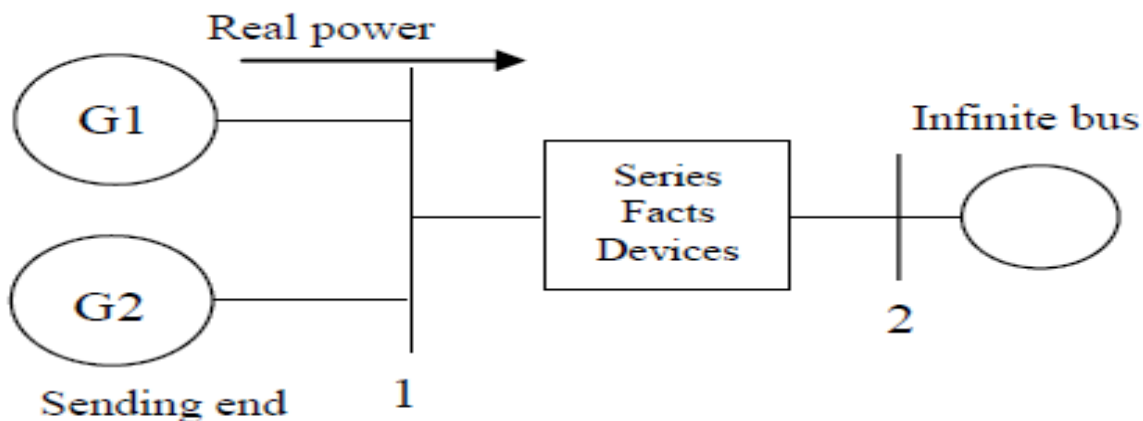 Real power
G1
Infinite bus
Series
Facts
Devices
G2
2
1
Sending end